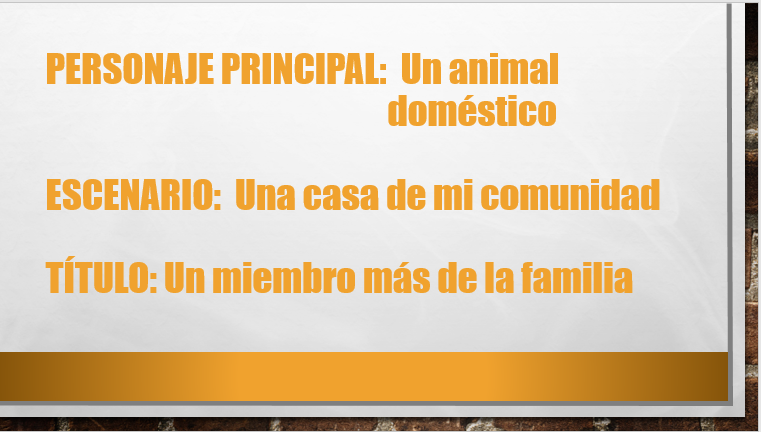 PERSONAJE PRINCIPAL: Un animal
doméstico
ESCENARIO: Una casa de mi comunidad
TÍTULO: Un miembro más de la familia